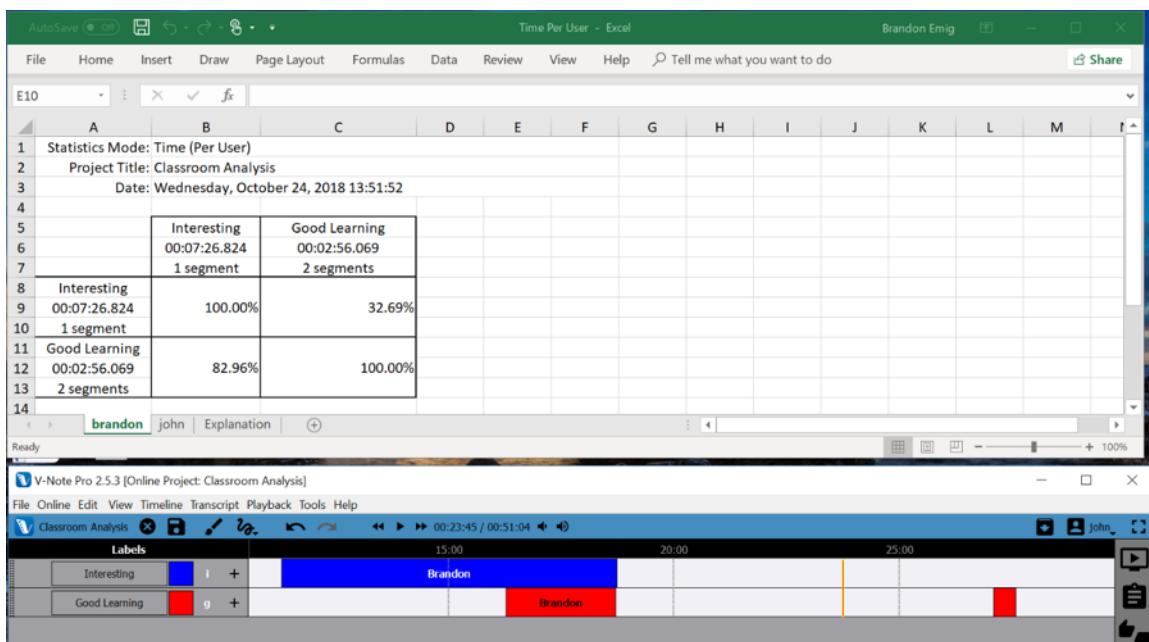 AutoSave Off Time Per User - Excel Brandon Emig
File Home Insert Draw Page Layout Formulas Data Review View Help Tell me what you want to do Share
E10 fx
A B C D E F G H I J K L M
1 Statistics Mode: Time (Per User)
2 Project Title: Classroom Analysis
3 Date: Wednesday, October 24, 2018 13:51:52
4
5 Interesting Good Learning
6 00:07:26.824 00:02:56.069
7 1 segment 2 segments
8 Interesting
9 00:07:26.824 100.00% 32.69%
10 1 segment
11 Good Learning
12 00:02:56.069 82.96% 100.00%
13 2 segments
14
brandon john Explanation
Ready 100%
V-Note Pro 2.5.3 [Online Project: Classroom Analysis]
File Online Edit View Timeline Transcript Playback Tools Help
Classroom Analysis 00:23:45 / 00:51:04 john
Labels 15:00 20:00 25:00
Interesting I + Brandon
Good Learning g + Brandon